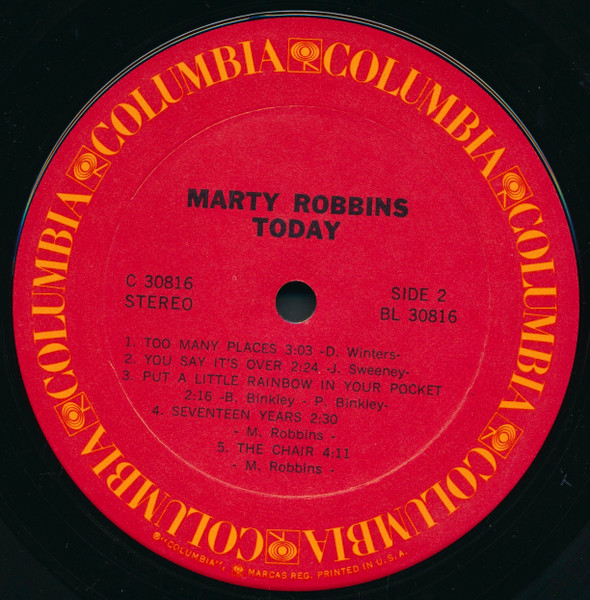 COLUMBIA COLUMBIA COLUMBIA COLUMBIA COLUMBIA COLUMBIA COLUMBIA
MARTY ROBBINS
TODAY
C 30816
STEREO
SIDE 2
BL 30816
1. TOO MANY PLACES 3:03 -D. Winters-
2. YOU SAY IT'S OVER 2:24 -J. Sweeney-
3. PUT A LITTLE RAINBOW IN YOUR POCKET
2:16 -B. Binkley - P. Binkley-
4. SEVENTEEN YEARS 2:30
- M. Robbins -
5. THE CHAIR 4:11
- M. Robbins -
℗"COLUMBIA", MARCAS REG. PRINTED IN U.S.A.